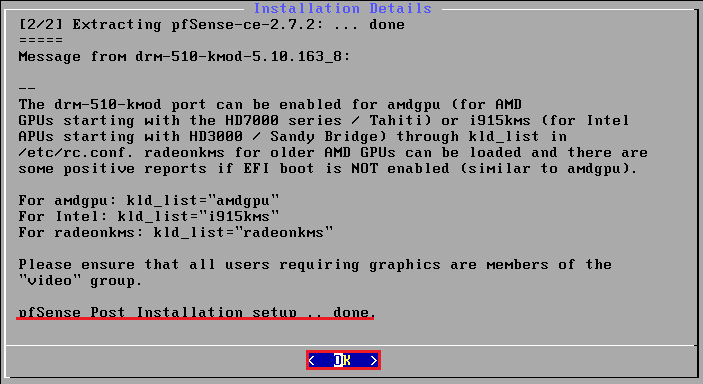 Installation Details
[2/2] Extracting pfSense-ce-2.7.2: ... done
=====
Message from drm-510-kmod-5.10.163_8:
--
The drm-510-kmod port can be enabled for amdgpu (for AMD
GPUs starting with the HD7000 series / Tahiti) or i915kms (for Intel
APUs starting with HD3000 / Sandy Bridge) through kld_list in
/etc/rc.conf. radeonkms for older AMD GPUs can be loaded and there are
some positive reports if EFI boot is NOT enabled (similar to amdgpu).
For amdgpu: kld_list="amdgpu"
For Intel: kld_list="i915kms"
For radeonkms: kld_list="radeonkms"
Please ensure that all users requiring graphics are members of the
"video" group.
pfSense Post Installation setup .. done.
< OK >